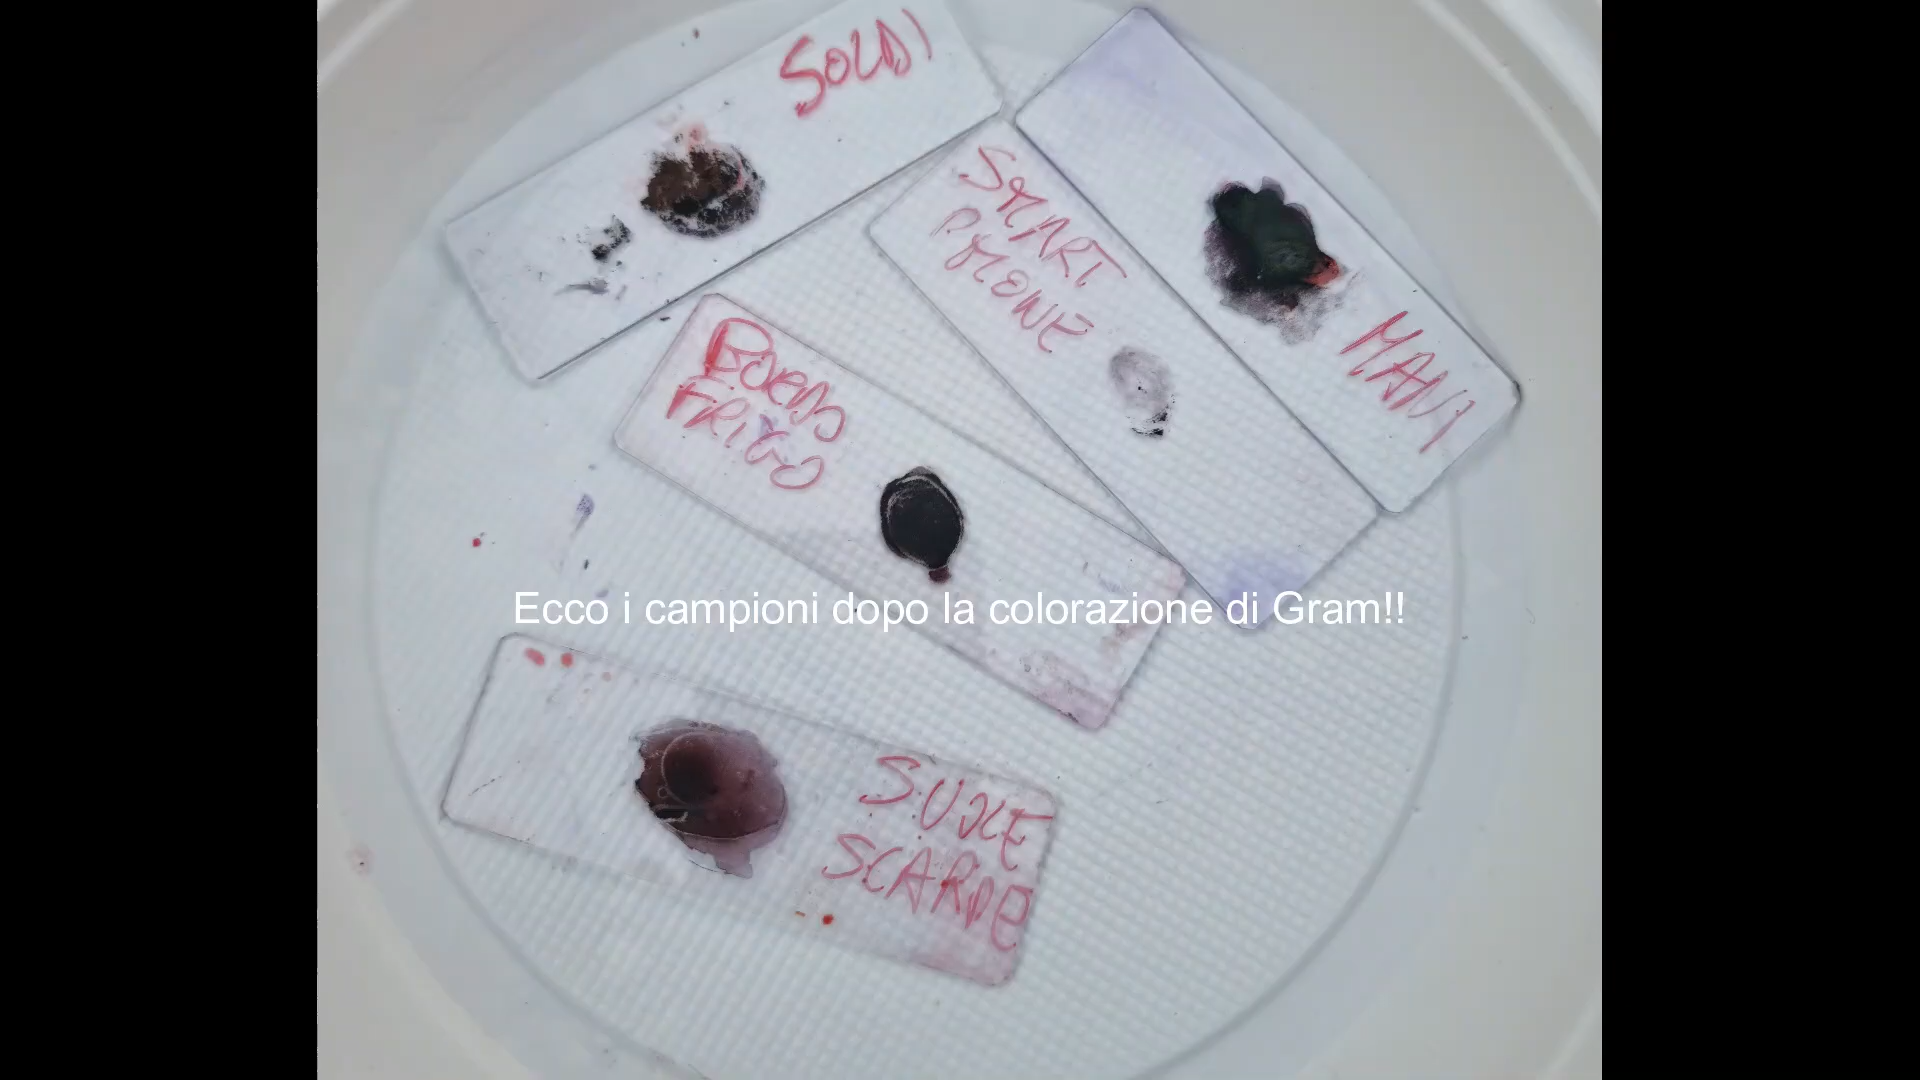 SOLDI
SMART
PHONE
MANI
BORDO
FRIGO
Ecco i campioni dopo la colorazione di Gram!!
SUOLE
SCARPE